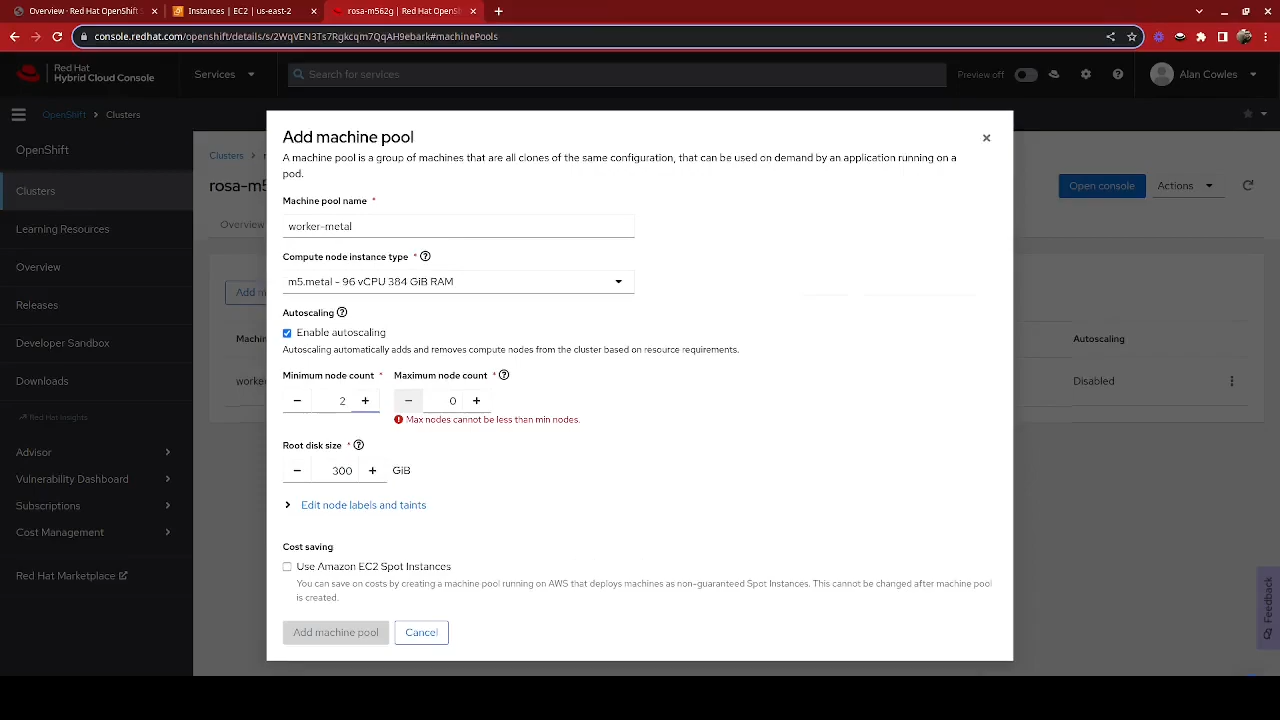 Overview - Red Hat OpenShift S
Instances | EC2 | us-east-2
rosa-m562g | Red Hat OpenSh
console.redhat.com/openshift/details/s/2WqVEN3Ts7Rgkcqm7QqAH9ebark#machinePools
Red Hat
Hybrid Cloud Console
Services
Search for services
Preview off
Alan Cowles
OpenShift
Clusters
OpenShift
Clusters
Learning Resources
Overview
Releases
Developer Sandbox
Downloads
Red Hat Insights
Advisor
Vulnerability Dashboard
Subscriptions
Cost Management
Red Hat Marketplace
Clusters
rosa-m5
Open console
Actions
Overview
Add m
Machin
Autoscaling
worke
Disabled
Add machine pool
A machine pool is a group of machines that are all clones of the same configuration, that can be used on demand by an application running on a
pod.
Machine pool name *
worker-metal
Compute node instance type *
m5.metal - 96 vCPU 384 GiB RAM
Autoscaling
Enable autoscaling
Autoscaling automatically adds and removes compute nodes from the cluster based on resource requirements.
Minimum node count * Maximum node count *
2 0
Max nodes cannot be less than min nodes.
Root disk size *
300 GiB
Edit node labels and taints
Cost saving
Use Amazon EC2 Spot Instances
You can save on costs by creating a machine pool running on AWS that deploys machines as non-guaranteed Spot Instances. This cannot be changed after machine pool
is created.
Add machine pool
Cancel
Feedback